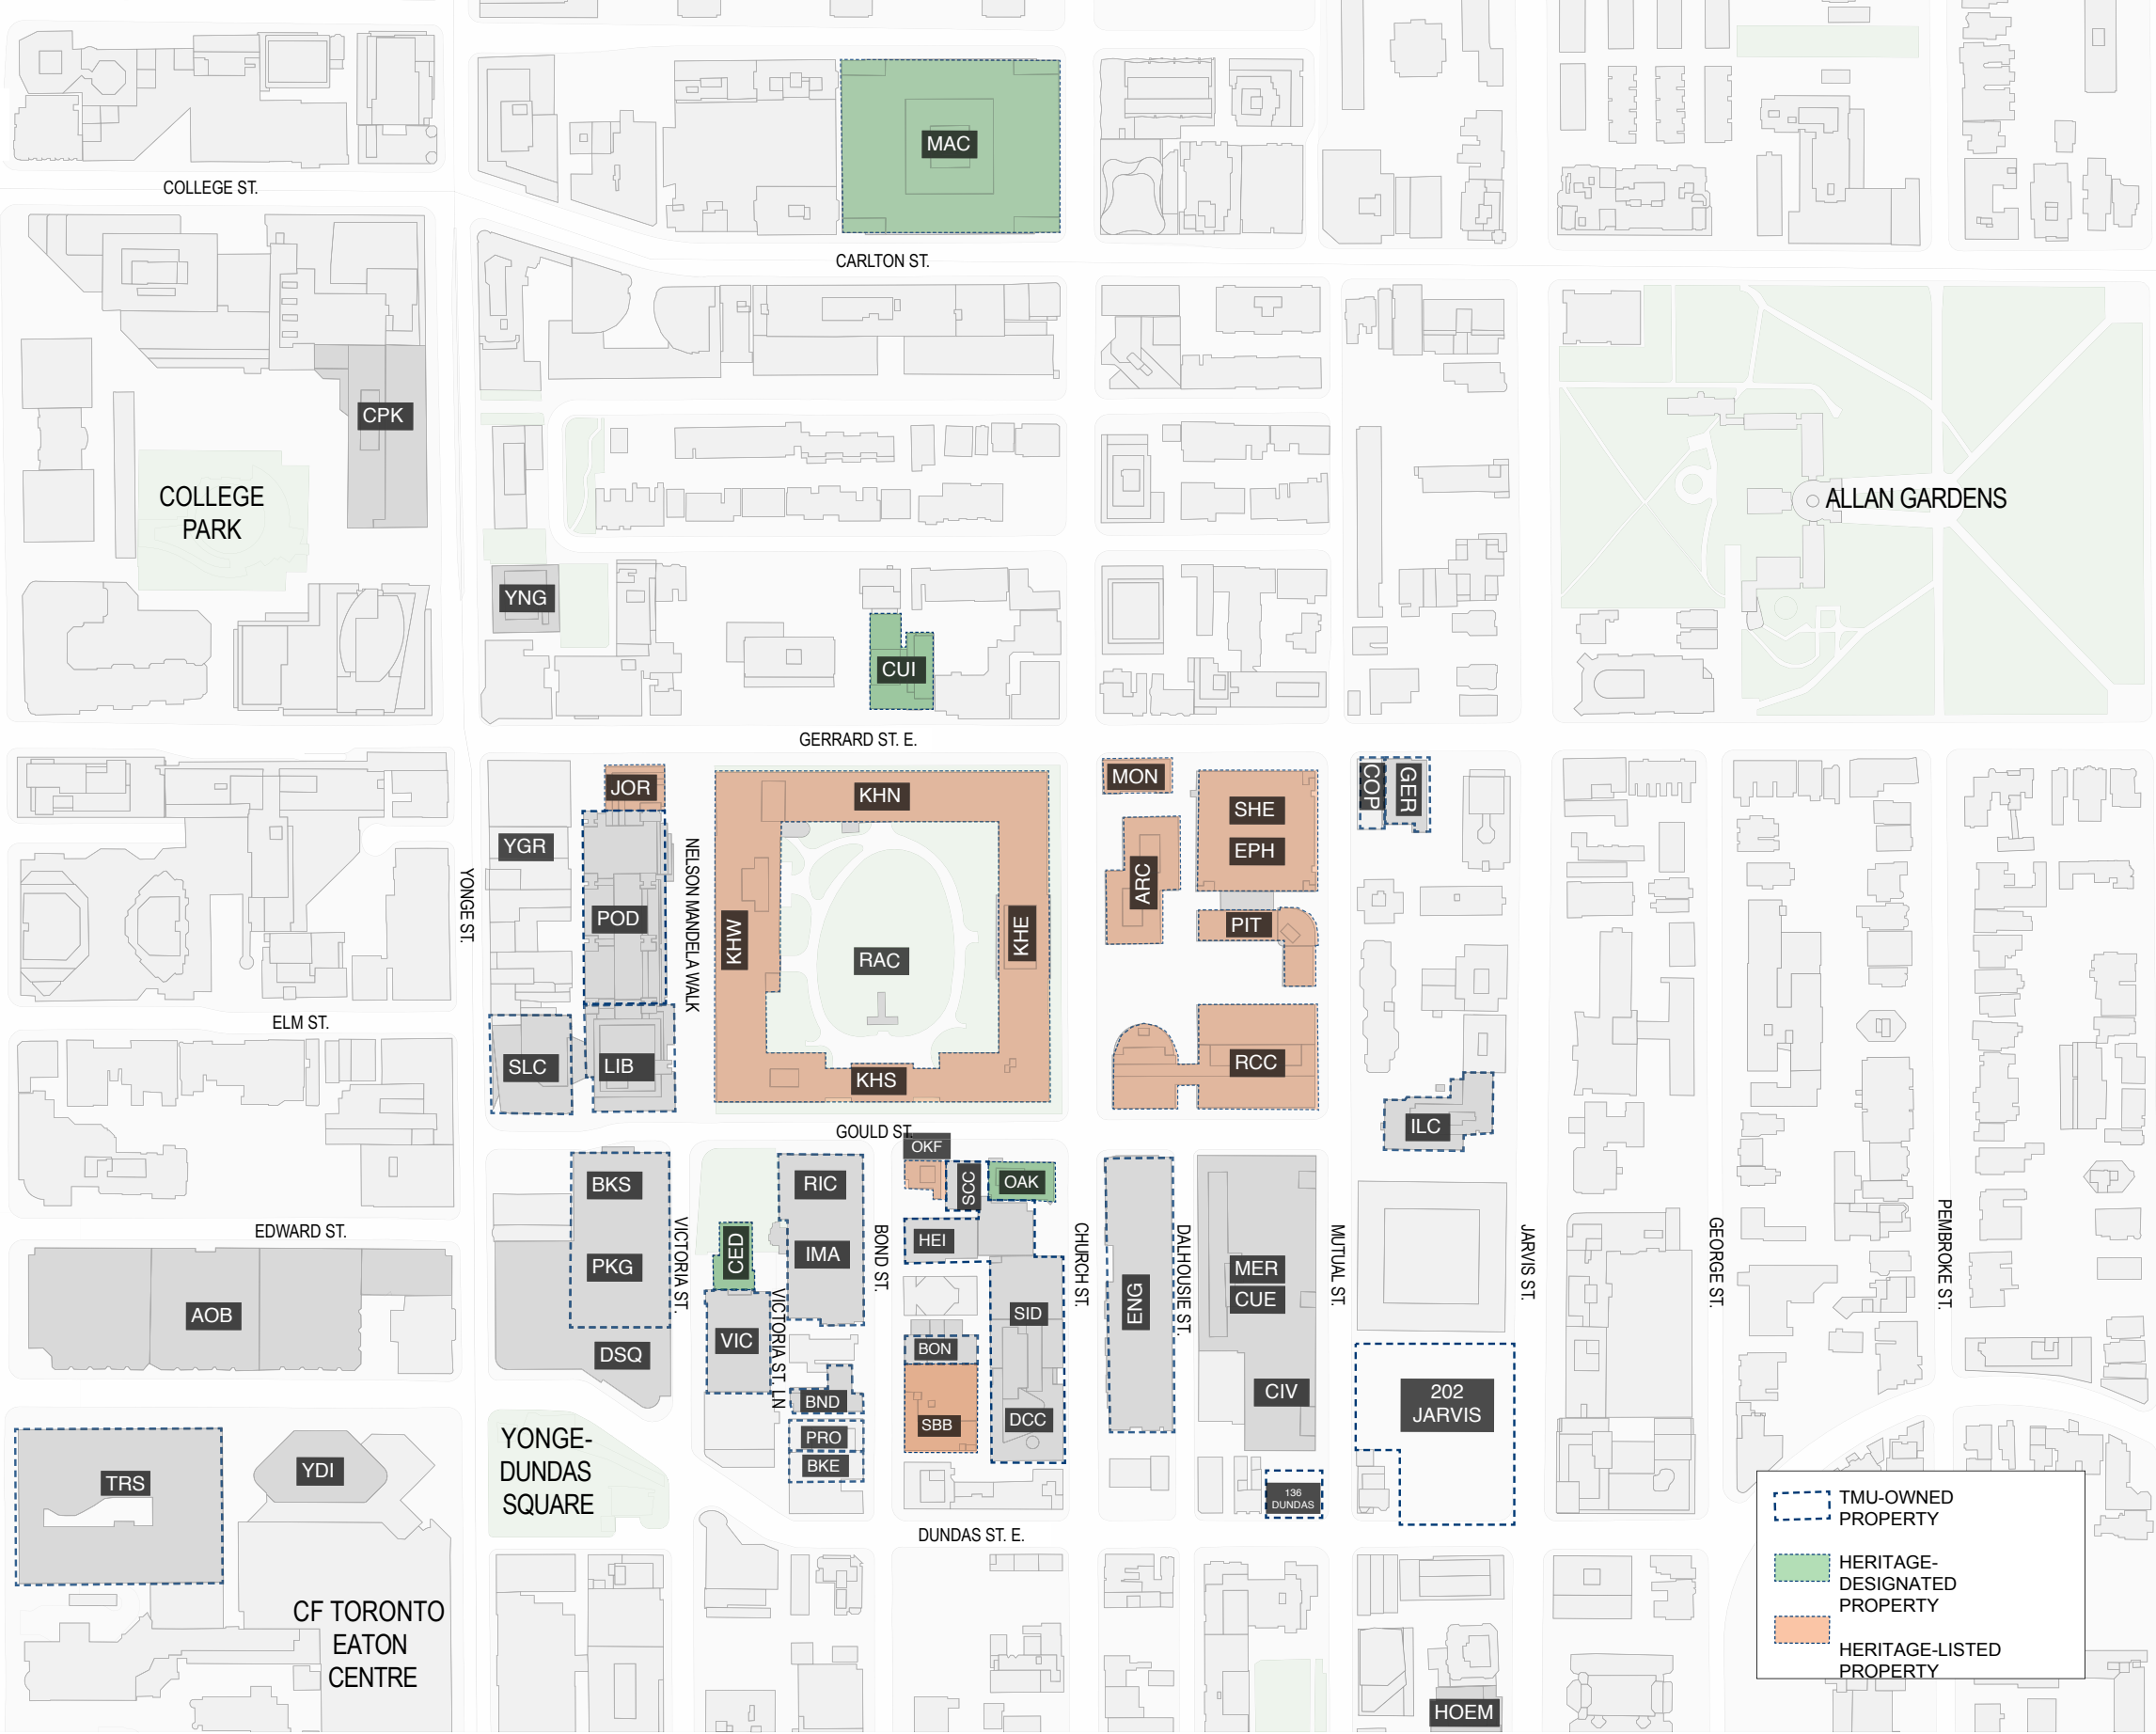 MAC
COLLEGE ST.
CARLTON ST.
CPK
COLLEGE
PARK
ALLAN GARDENS
YNG
CUI
GERRARD ST. E.
JOR
KHN
MON
SHE
EPH
COP
GER
YGR
YONGE ST.
POD
NELSON MANDELA WALK
KHW
RAC
KHE
ARC
PIT
ELM ST.
SLC
LIB
KHS
RCC
ILC
GOULD ST.
OKF
BKS
RIC
SCC
OAK
EDWARD ST.
VICTORIA ST.
CED
IMA
BOND ST.
HEI
CHURCH ST.
ENG
DALHOUSIE ST.
MER
CUE
MUTUAL ST.
JARVIS ST.
GEORGE ST.
PEMBROKE ST.
PKG
AOB
DSQ
VIC
VICTORIA ST. LN
SID
BON
BND
SBB
DCC
CIV
202
JARVIS
PRO
BKE
YONGE-
DUNDAS
SQUARE
TRS
YDI
136
DUNDAS
DUNDAS ST. E.
CF TORONTO
EATON
CENTRE
HOEM
TMU-OWNED
PROPERTY
HERITAGE-
DESIGNATED
PROPERTY
HERITAGE-LISTED
PROPERTY